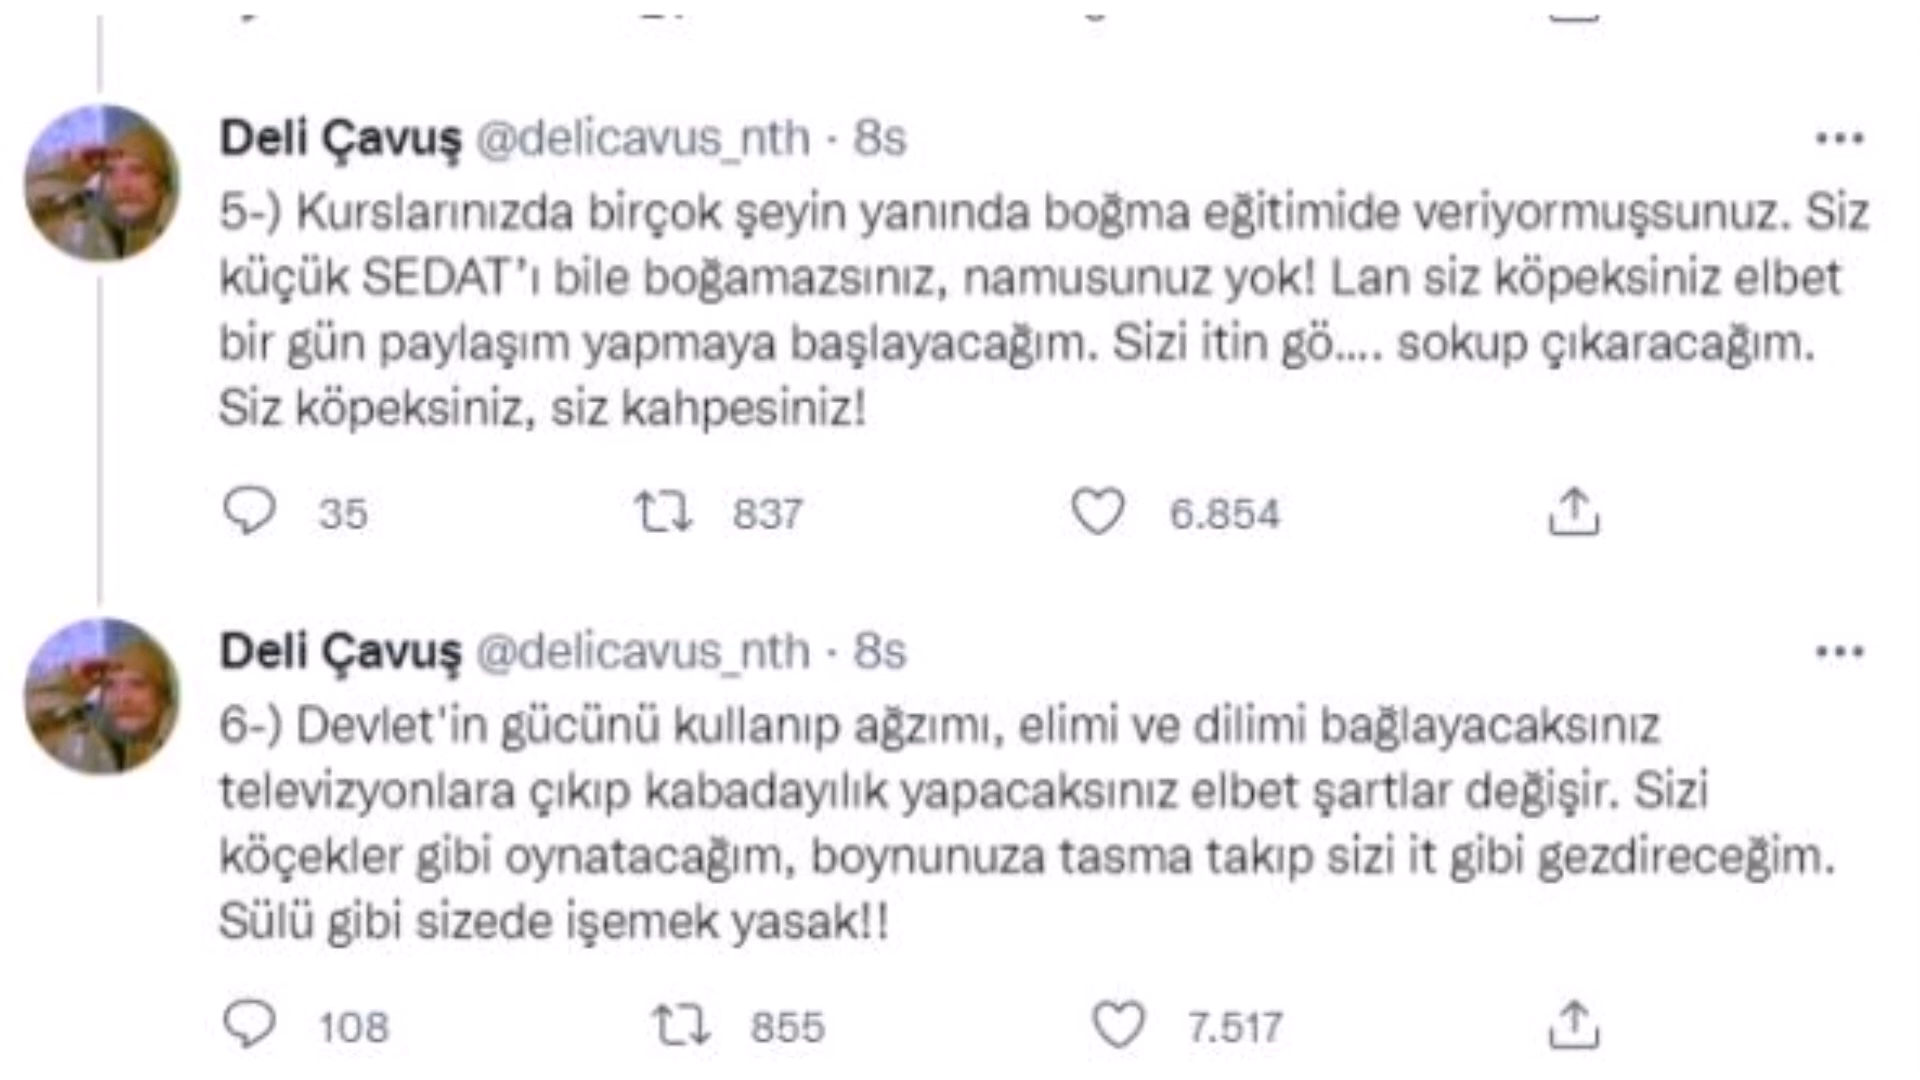 Deli Çavuş @delicavus_nth · 8s
5-) Kurslarınızda birçok şeyin yanında boğma eğitimide veriyormuşsunuz. Siz
küçük SEDAT'ı bile boğamazsınız, namusunuz yok! Lan siz köpeksiniz elbet
bir gün paylaşım yapmaya başlayacağım. Sizi itin gö.... sokup çıkaracağım.
Siz köpeksiniz, siz kahpesiniz!
35 837 6.854
Deli Çavuş @delicavus_nth · 8s
6-) Devlet'in gücünü kullanıp ağzımı, elimi ve dilimi bağlayacaksınız
televizyonlara çıkıp kabadayılık yapacaksınız elbet şartlar değişir. Sizi
köçekler gibi oynatacağım, boynunuza tasma takıp sizi it gibi gezdireceğim.
Sülü gibi sizede işemek yasak!!
108 855 7.517